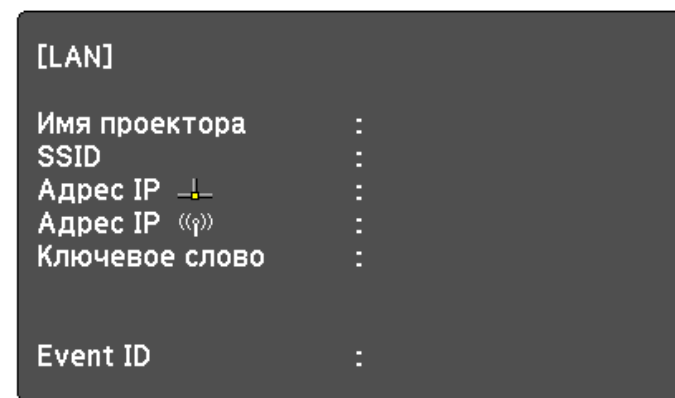 [LAN]
Имя проектора :
SSID :
Адрес IP :
Адрес IP :
Ключевое слово :
Event ID :